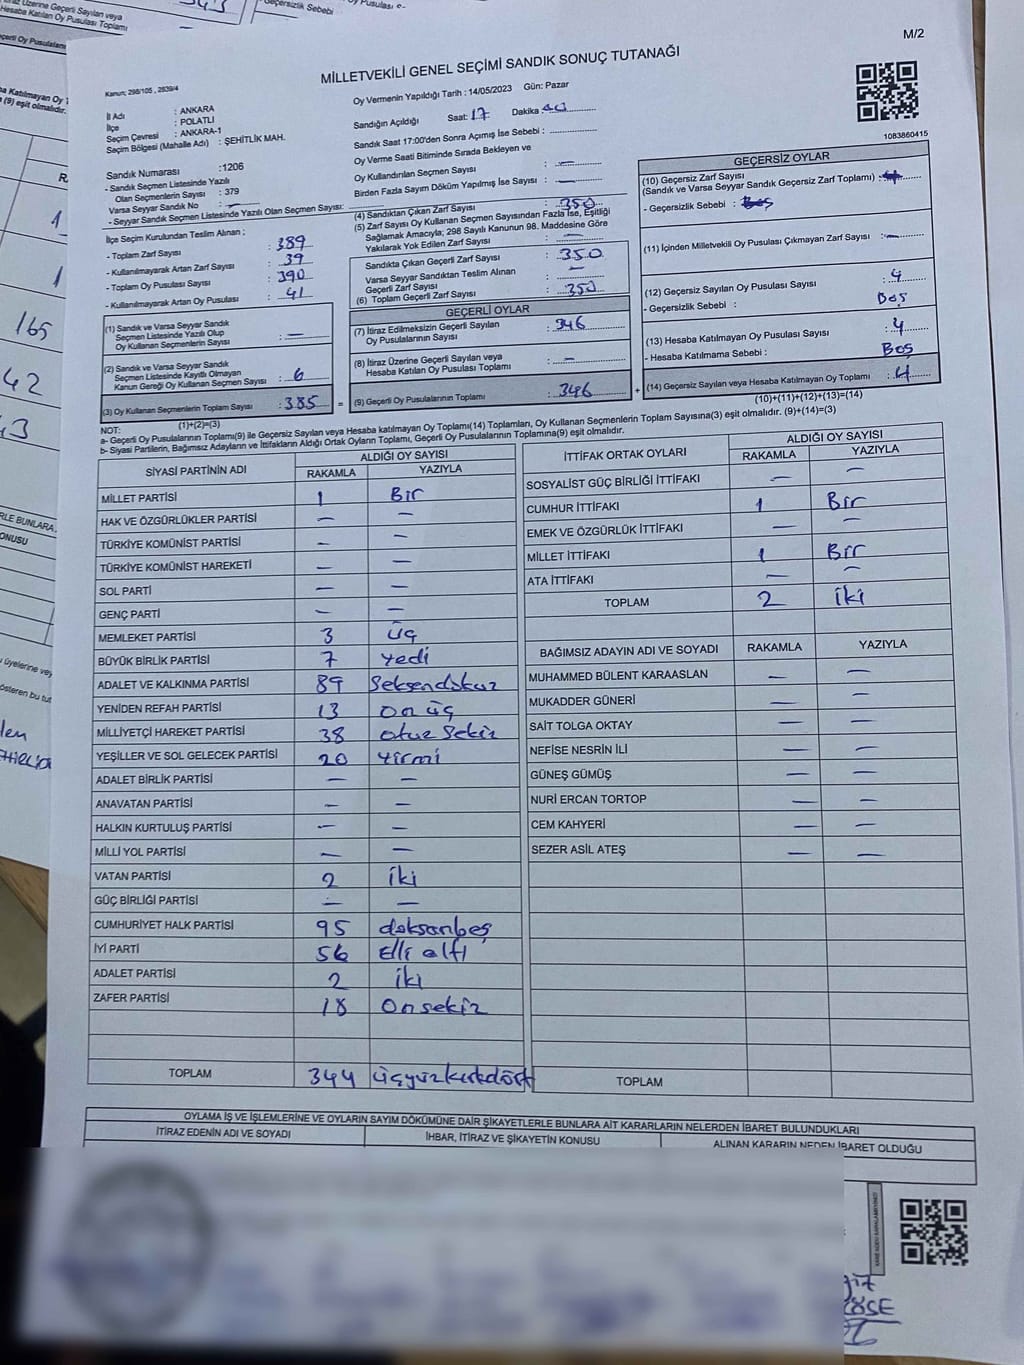 M/2
MİLLETVEKİLİ GENEL SEÇİMİ SANDIK SONUÇ TUTANAĞI
Kanun; 298/105 , 2839/4
İl Adı : ANKARA
İlçe : POLATLI
Seçim Çevresi : ANKARA-1
Seçim Bölgesi (Mahalle Adı) : ŞEHİTLİK MAH.
Sandık Numarası :1206
- Sandık Seçmen Listesinde Yazılı
Olan Seçmenlerin Sayısı : 379
Varsa Seyyar Sandık No : —
- Seyyar Sandık Seçmen Listesinde Yazılı Olan Seçmen Sayısı:
Oy Vermenin Yapıldığı Tarih : 14/05/2023 Gün: Pazar
Sandığın Açıldığı Saat: 17 Dakika
Sandık Saat 17:00'den Sonra Açımış İse Sebebi :
Oy Verme Saati Bitiminde Sırada Bekleyen ve
Oy Kullandırılan Seçmen Sayısı : —
Birden Fazla Sayım Döküm Yapılmış İse Sayısı : —
1083860415
İlçe Seçim Kurulundan Teslim Alınan ;
- Toplam Zarf Sayısı : 389
- Kullanılmayarak Artan Zarf Sayısı : 39
- Toplam Oy Pusulası Sayısı : 390
- Kullanılmayarak Artan Oy Pusulası : 41
(1) Sandık ve Varsa Seyyar Sandık
Seçmen Listesinde Yazılı Olup
Oy Kullanan Seçmenlerin Sayısı : —
(2) Sandık ve Varsa Seyyar Sandık
Seçmen Listesinde Kayıtlı Olmayan
Kanun Gereği Oy Kullanan Seçmen Sayısı : 6
(3) Oy Kullanan Seçmenlerin Toplam Sayısı : 385
(1)+(2)=(3)
(4) Sandıktan Çıkan Zarf Sayısı : 350
(5) Zarf Sayısı Oy Kullanan Seçmen Sayısından Fazla İse, Eşitliği
Sağlamak Amacıyla; 298 Sayılı Kanunun 98. Maddesine Göre
Yakılarak Yok Edilen Zarf Sayısı : —
Sandıkta Çıkan Geçerli Zarf Sayısı : 350
Varsa Seyyar Sandıktan Teslim Alınan
Geçerli Zarf Sayısı : —
(6) Toplam Geçerli Zarf Sayısı : 350
GEÇERLİ OYLAR
(7) İtiraz Edilmeksizin Geçerli Sayılan
Oy Pusulalarının Sayısı : 346
(8) İtiraz Üzerine Geçerli Sayılan veya
Hesaba Katılan Oy Pusulası Toplamı : —
= (9) Geçerli Oy Pusulalarının Toplamı : 346 +
GEÇERSİZ OYLAR
(10) Geçersiz Zarf Sayısı
(Sandık ve Varsa Seyyar Sandık Geçersiz Zarf Toplamı) :
- Geçersizlik Sebebi :
(11) İçinden Milletvekili Oy Pusulası Çıkmayan Zarf Sayısı : —
(12) Geçersiz Sayılan Oy Pusulası Sayısı : 4
- Geçersizlik Sebebi : Boş
(13) Hesaba Katılmayan Oy Pusulası Sayısı : 4
- Hesaba Katılmama Sebebi : Boş
(14) Geçersiz Sayılan veya Hesaba Katılmayan Oy Toplamı : 4
(10)+(11)+(12)+(13)=(14)
NOT:
a- Geçerli Oy Pusulalarının Toplamı(9) ile Geçersiz Sayılan veya Hesaba katılmayan Oy Toplamı(14) Toplamları, Oy Kullanan Seçmenlerin Toplam Sayısına(3) eşit olmalıdır. (9)+(14)=(3)
b- Siyasi Partilerin, Bağımsız Adayların ve İttifakların Aldığı Ortak Oyların Toplamı, Geçerli Oy Pusulalarının Toplamına(9) eşit olmalıdır.
SİYASİ PARTİNİN ADI ALDIĞI OY SAYISI
RAKAMLA YAZIYLA
MİLLET PARTİSİ 1 Bir
HAK VE ÖZGÜRLÜKLER PARTİSİ — —
TÜRKİYE KOMÜNİST PARTİSİ — —
TÜRKİYE KOMÜNİST HAREKETİ — —
SOL PARTİ — —
GENÇ PARTİ — —
MEMLEKET PARTİSİ 3 üç
BÜYÜK BİRLİK PARTİSİ 7 yedi
ADALET VE KALKINMA PARTİSİ 89 Seksendokuz
YENİDEN REFAH PARTİSİ 13 on üç
MİLLİYETÇİ HAREKET PARTİSİ 38 otuz sekiz
YEŞİLLER VE SOL GELECEK PARTİSİ 20 yirmi
ADALET BİRLİK PARTİSİ — —
ANAVATAN PARTİSİ — —
HALKIN KURTULUŞ PARTİSİ — —
MİLLİ YOL PARTİSİ — —
VATAN PARTİSİ 2 iki
GÜÇ BİRLİĞİ PARTİSİ — —
CUMHURİYET HALK PARTİSİ 95 doksanbeş
İYİ PARTİ 56 Elli altı
ADALET PARTİSİ 2 iki
ZAFER PARTİSİ 18 Onsekiz
TOPLAM 344 üçyüzkırkdört
İTTİFAK ORTAK OYLARI ALDIĞI OY SAYISI
RAKAMLA YAZIYLA
SOSYALİST GÜÇ BİRLİĞİ İTTİFAKI — —
CUMHUR İTTİFAKI 1 Bir
EMEK VE ÖZGÜRLÜK İTTİFAKI — —
MİLLET İTTİFAKI 1 Bir
ATA İTTİFAKI — —
TOPLAM 2 iki
BAĞIMSIZ ADAYIN ADI VE SOYADI RAKAMLA YAZIYLA
MUHAMMED BÜLENT KARAASLAN — —
MUKADDER GÜNERİ — —
SAİT TOLGA OKTAY — —
NEFİSE NESRİN İLİ — —
GÜNEŞ GÜMÜŞ — —
NURİ ERCAN TORTOP — —
CEM KAHYERİ — —
SEZER ASİL ATEŞ — —
TOPLAM
OYLAMA İŞ VE İŞLEMLERİNE VE OYLARIN SAYIM DÖKÜMÜNE DAİR ŞİKAYETLERLE BUNLARA AİT KARARLARIN NELERDEN İBARET BULUNDUKLARI
İTİRAZ EDENİN ADI VE SOYADI İHBAR, İTİRAZ VE ŞİKAYETİN KONUSU ALINAN KARARIN NEDEN İBARET OLDUĞU
165